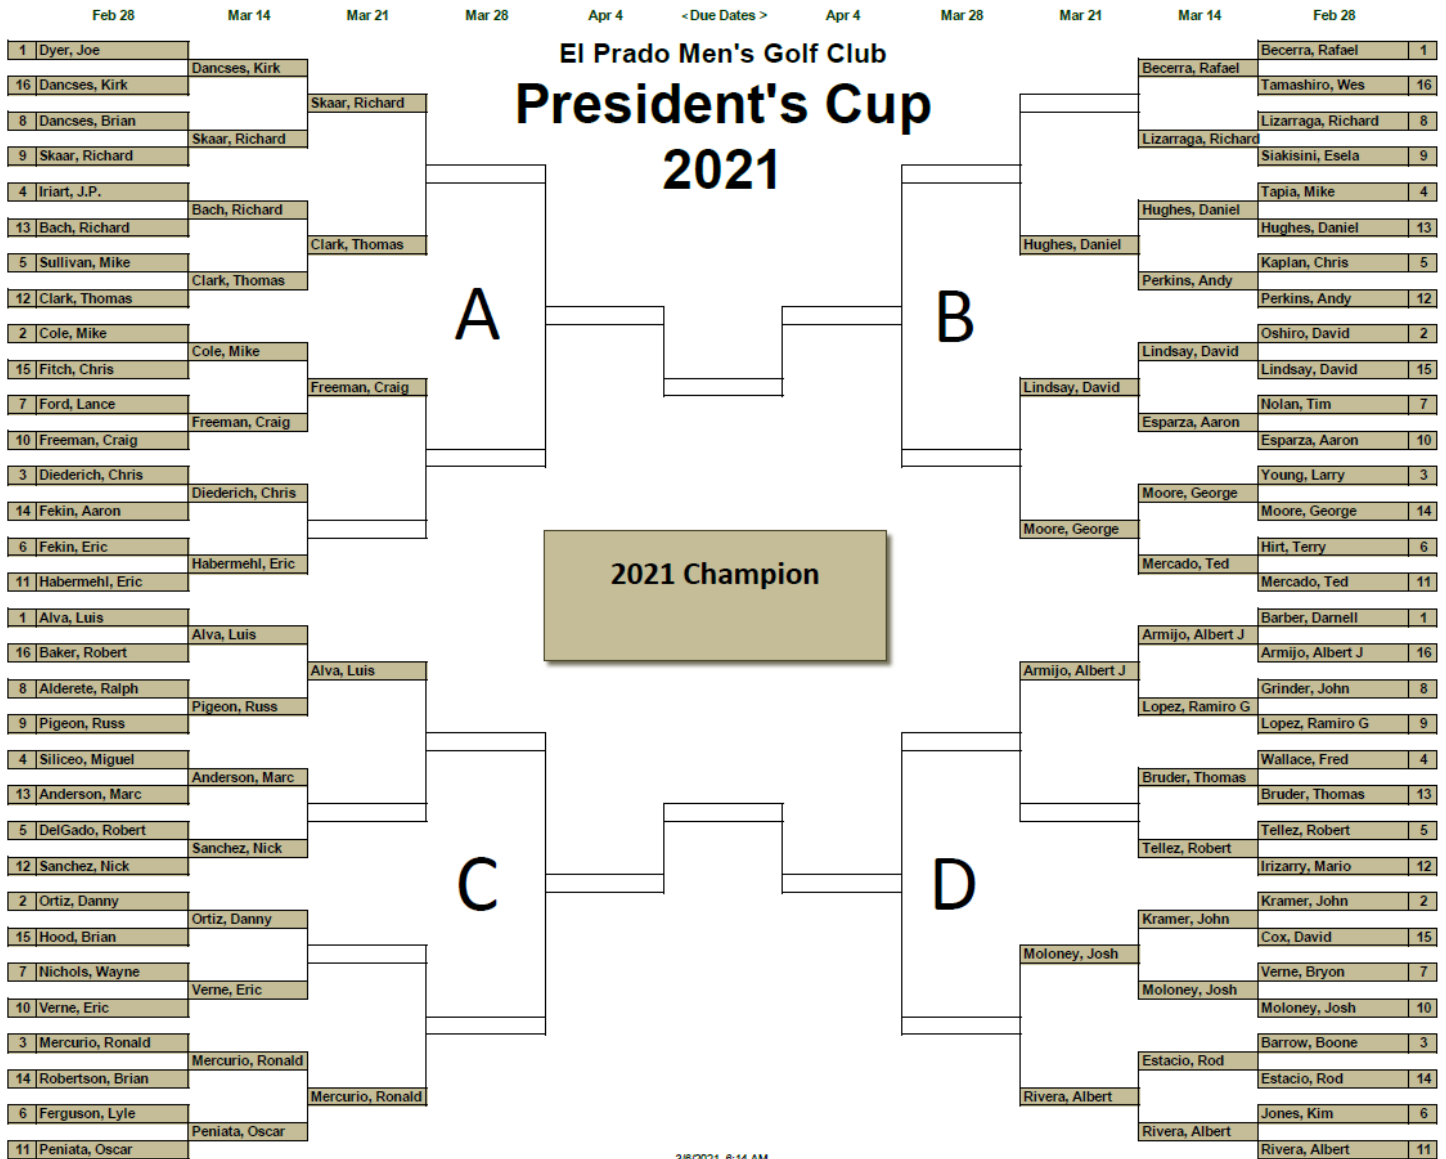 Feb 28 Mar 14 Mar 21 Mar 28 Apr 4 < Due Dates > Apr 4 Mar 28 Mar 21 Mar 14 Feb 28
El Prado Men's Golf Club
President's Cup
2021
1 Dyer, Joe
Dancses, Kirk
16 Dancses, Kirk
Skaar, Richard
8 Dancses, Brian
Skaar, Richard
9 Skaar, Richard
4 Iriart, J.P.
Bach, Richard
13 Bach, Richard
Clark, Thomas
5 Sullivan, Mike
Clark, Thomas
12 Clark, Thomas
A
2 Cole, Mike
Cole, Mike
15 Fitch, Chris
Freeman, Craig
7 Ford, Lance
Freeman, Craig
10 Freeman, Craig
3 Diederich, Chris
Diederich, Chris
14 Fekin, Aaron
6 Fekin, Eric
Habermehl, Eric
11 Habermehl, Eric
Becerra, Rafael 1
Becerra, Rafael
Tamashiro, Wes 16
Lizarraga, Richard 8
Lizarraga, Richard
Siakisini, Esela 9
Tapia, Mike 4
Hughes, Daniel
Hughes, Daniel 13
Hughes, Daniel
Kaplan, Chris 5
Perkins, Andy
Perkins, Andy 12
B
Oshiro, David 2
Lindsay, David
Lindsay, David 15
Lindsay, David
Nolan, Tim 7
Esparza, Aaron
Esparza, Aaron 10
Young, Larry 3
Moore, George
Moore, George 14
Moore, George
Hirt, Terry 6
Mercado, Ted
Mercado, Ted 11
2021 Champion
1 Alva, Luis
Alva, Luis
16 Baker, Robert
Alva, Luis
8 Alderete, Ralph
Pigeon, Russ
9 Pigeon, Russ
4 Siliceo, Miguel
Anderson, Marc
13 Anderson, Marc
5 DelGado, Robert
Sanchez, Nick
12 Sanchez, Nick
C
2 Ortiz, Danny
Ortiz, Danny
15 Hood, Brian
7 Nichols, Wayne
Verne, Eric
10 Verne, Eric
3 Mercurio, Ronald
Mercurio, Ronald
14 Robertson, Brian
Mercurio, Ronald
6 Ferguson, Lyle
Peniata, Oscar
11 Peniata, Oscar
Barber, Darnell 1
Armijo, Albert J
Armijo, Albert J 16
Armijo, Albert J
Grinder, John 8
Lopez, Ramiro G
Lopez, Ramiro G 9
Wallace, Fred 4
Bruder, Thomas
Bruder, Thomas 13
Tellez, Robert 5
Tellez, Robert
Irizarry, Mario 12
D
Kramer, John 2
Kramer, John
Cox, David 15
Moloney, Josh
Verne, Bryon 7
Moloney, Josh
Moloney, Josh 10
Barrow, Boone 3
Estacio, Rod
Estacio, Rod 14
Rivera, Albert
Jones, Kim 6
Rivera, Albert
Rivera, Albert 11